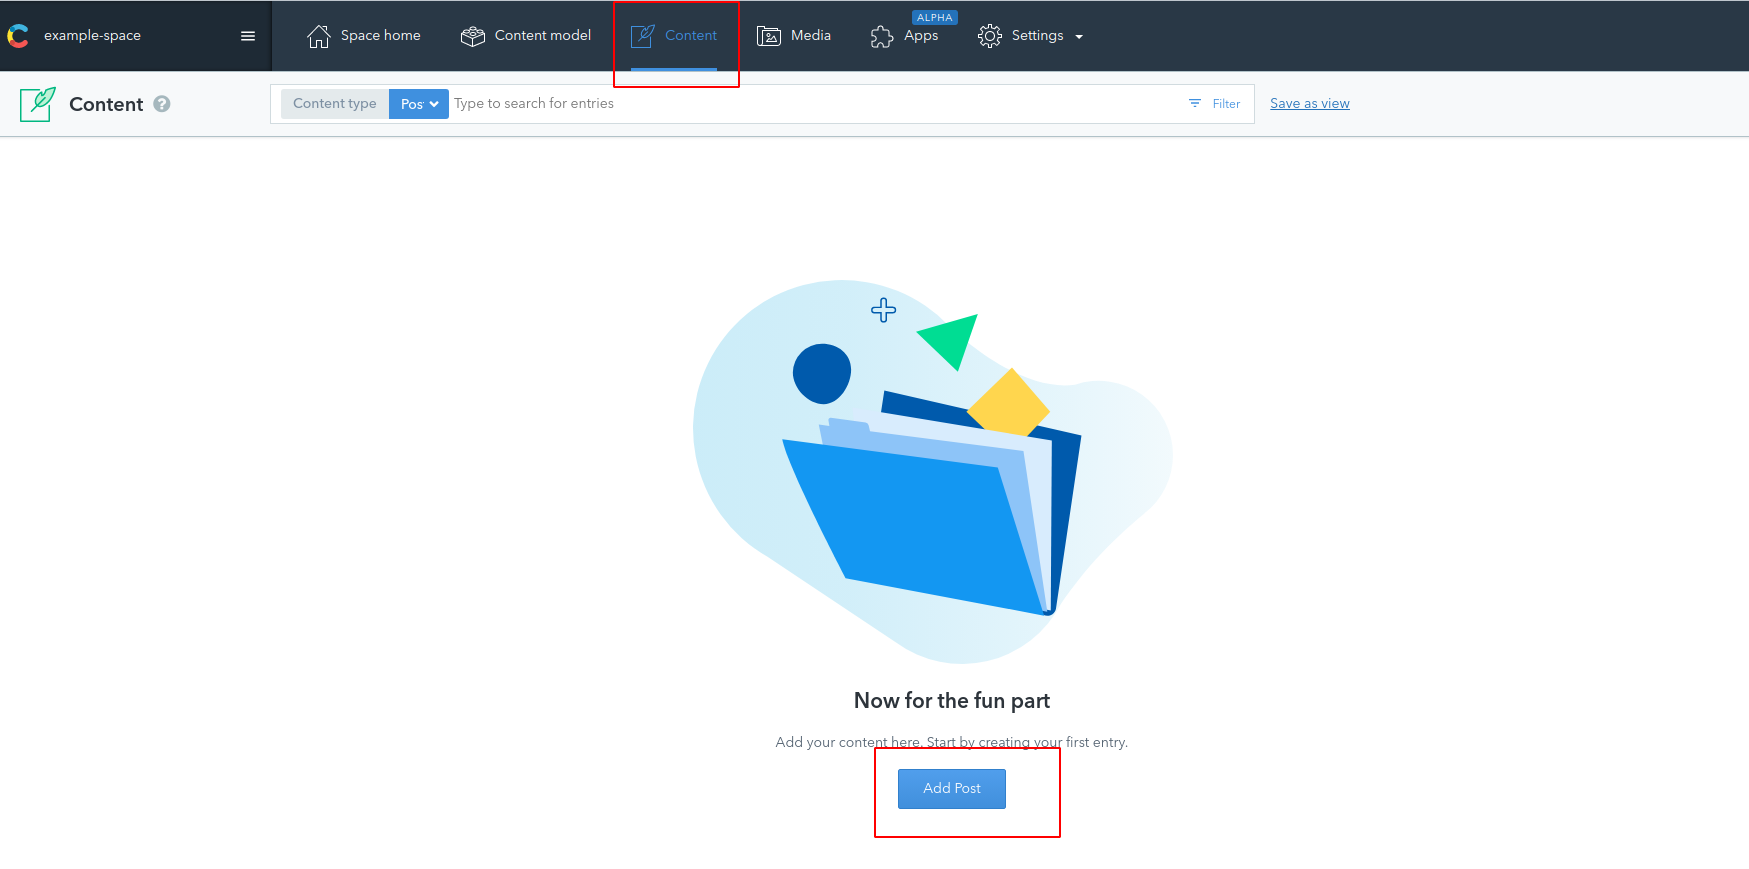 example-space
Space home
Content model
Content
Media
ALPHA
Apps
Settings
Content
?
Content type
Pos
Type to search for entries
Filter
Save as view
Now for the fun part
Add your content here. Start by creating your first entry.
Add Post